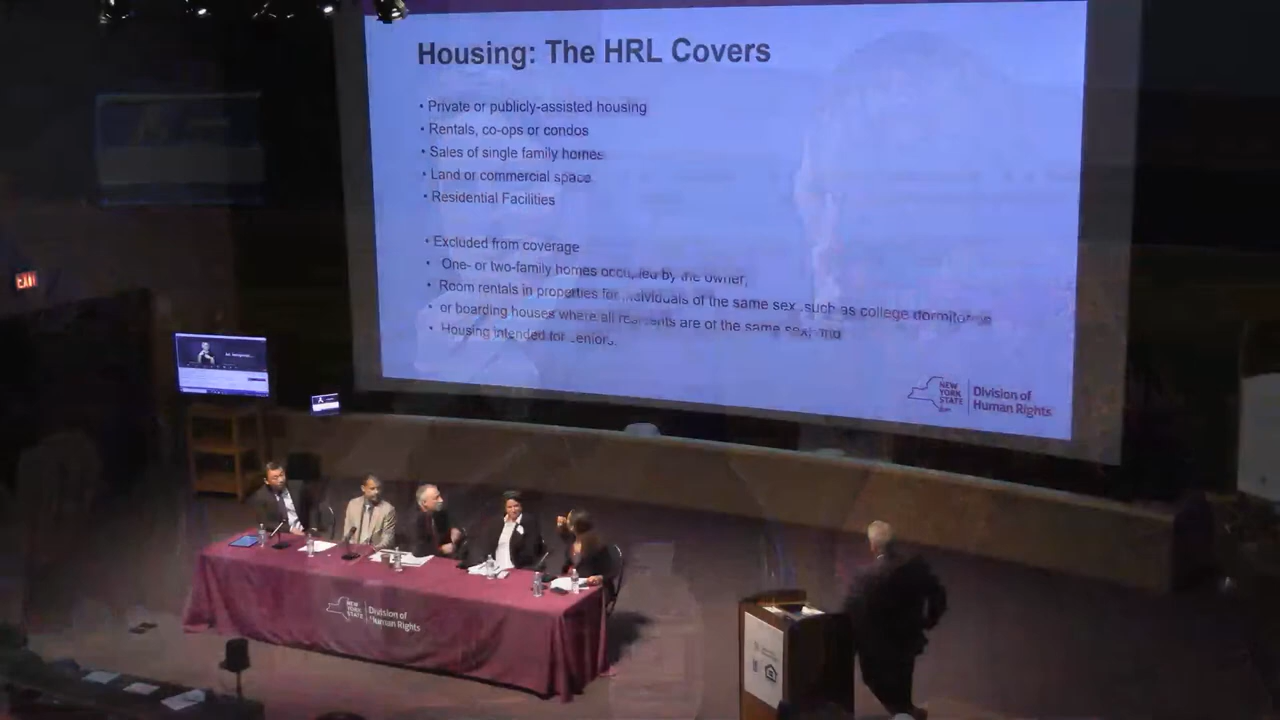 Housing: The HRL Covers
• Private or publicly-assisted housing
• Rentals, co-ops or condos
• Sales of single family homes
• Land or commercial space
• Residential Facilities
• Excluded from coverage
• One- or two-family homes occupied by the owner;
• Room rentals in properties for individuals of the same sex, such as college dormitories
• or boarding houses where all residents are of the same sex; and
• Housing intended for seniors.
NEW
YORK
STATE
Division of
Human Rights
EXIT
NEW
YORK
STATE
Division of
Human Rights